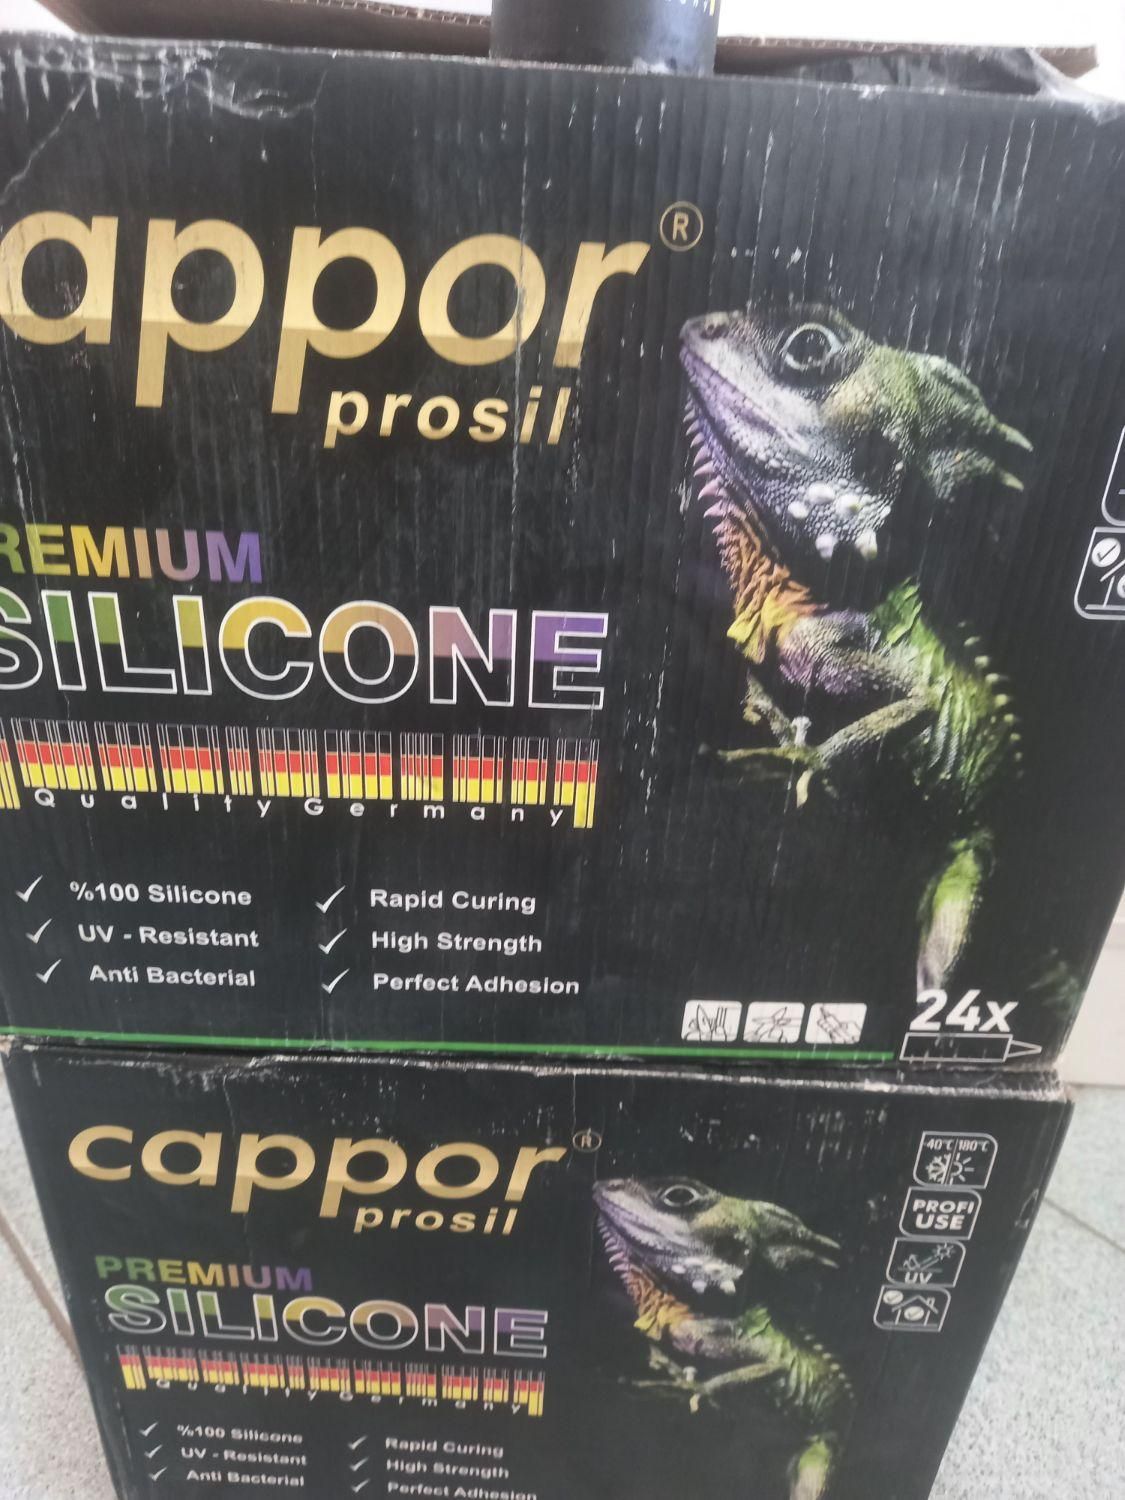 appor®
prosil
REMIUM
SILICONE
Quality Germany
%100 Silicone
Rapid Curing
UV - Resistant
High Strength
Anti Bacterial
Perfect Adhesion
24x
cappor®
prosil
40°C 180°C
PROFI
USE
UV
PREMIUM
SILICONE
Quality Germany
%100 Silicone
Rapid Curing
UV - Resistant
High Strength
Anti Bacterial
Perfect Adhesion